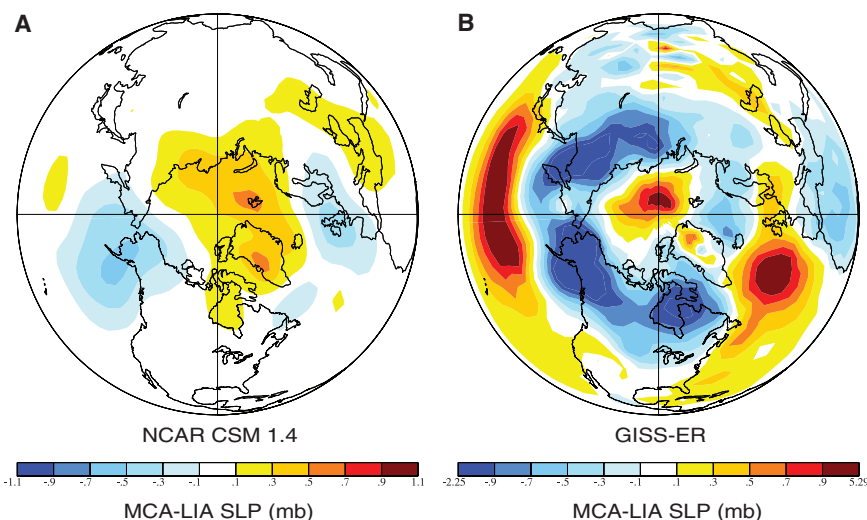 A
B
NCAR CSM 1.4
GISS-ER
-1.1 -.9 -.7 -.5 -.3 -.1 .1 .3 .5 .7 .9 1.1
-2.25 -.9 -.7 -.5 -.3 -.1 .1 .3 .5 .7 .9 5.29
MCA-LIA SLP (mb)
MCA-LIA SLP (mb)